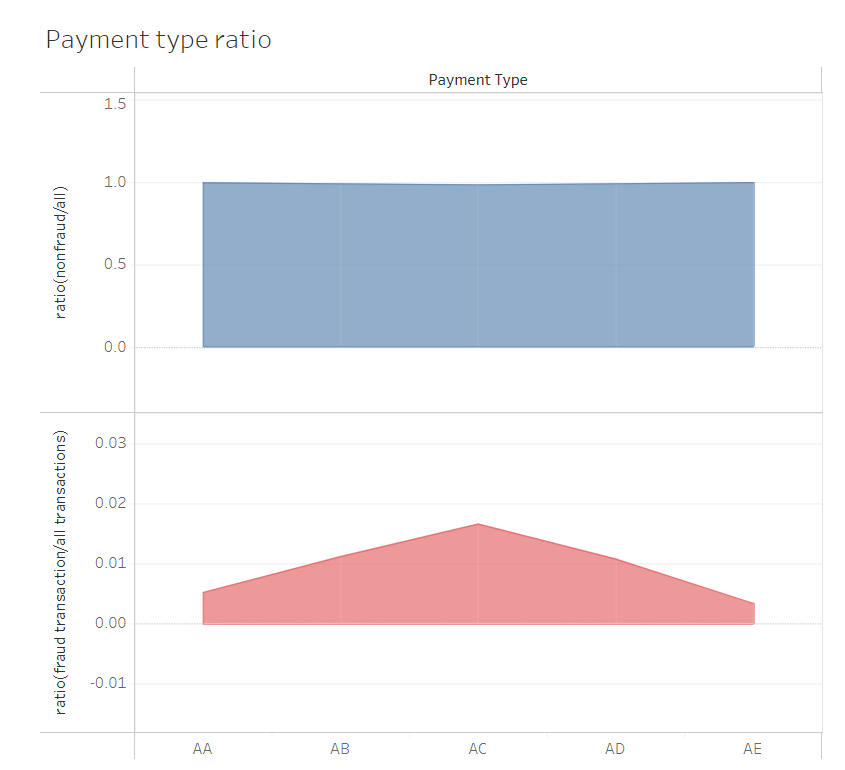 Payment type ratio
Payment Type
ratio(nonfraud/all)
1.5
1.0
0.5
0.0
ratio(fraud transaction/all transactions)
0.03
0.02
0.01
0.00
-0.01
AA AB AC AD AE